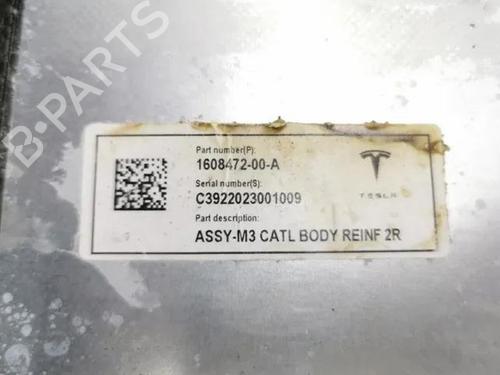 B-PARTS
Part number(P):
1608472-00-A
Serial number(S):
C3922023001009
TESLA
Part description:
ASSY-M3 CATL BODY REINF 2R